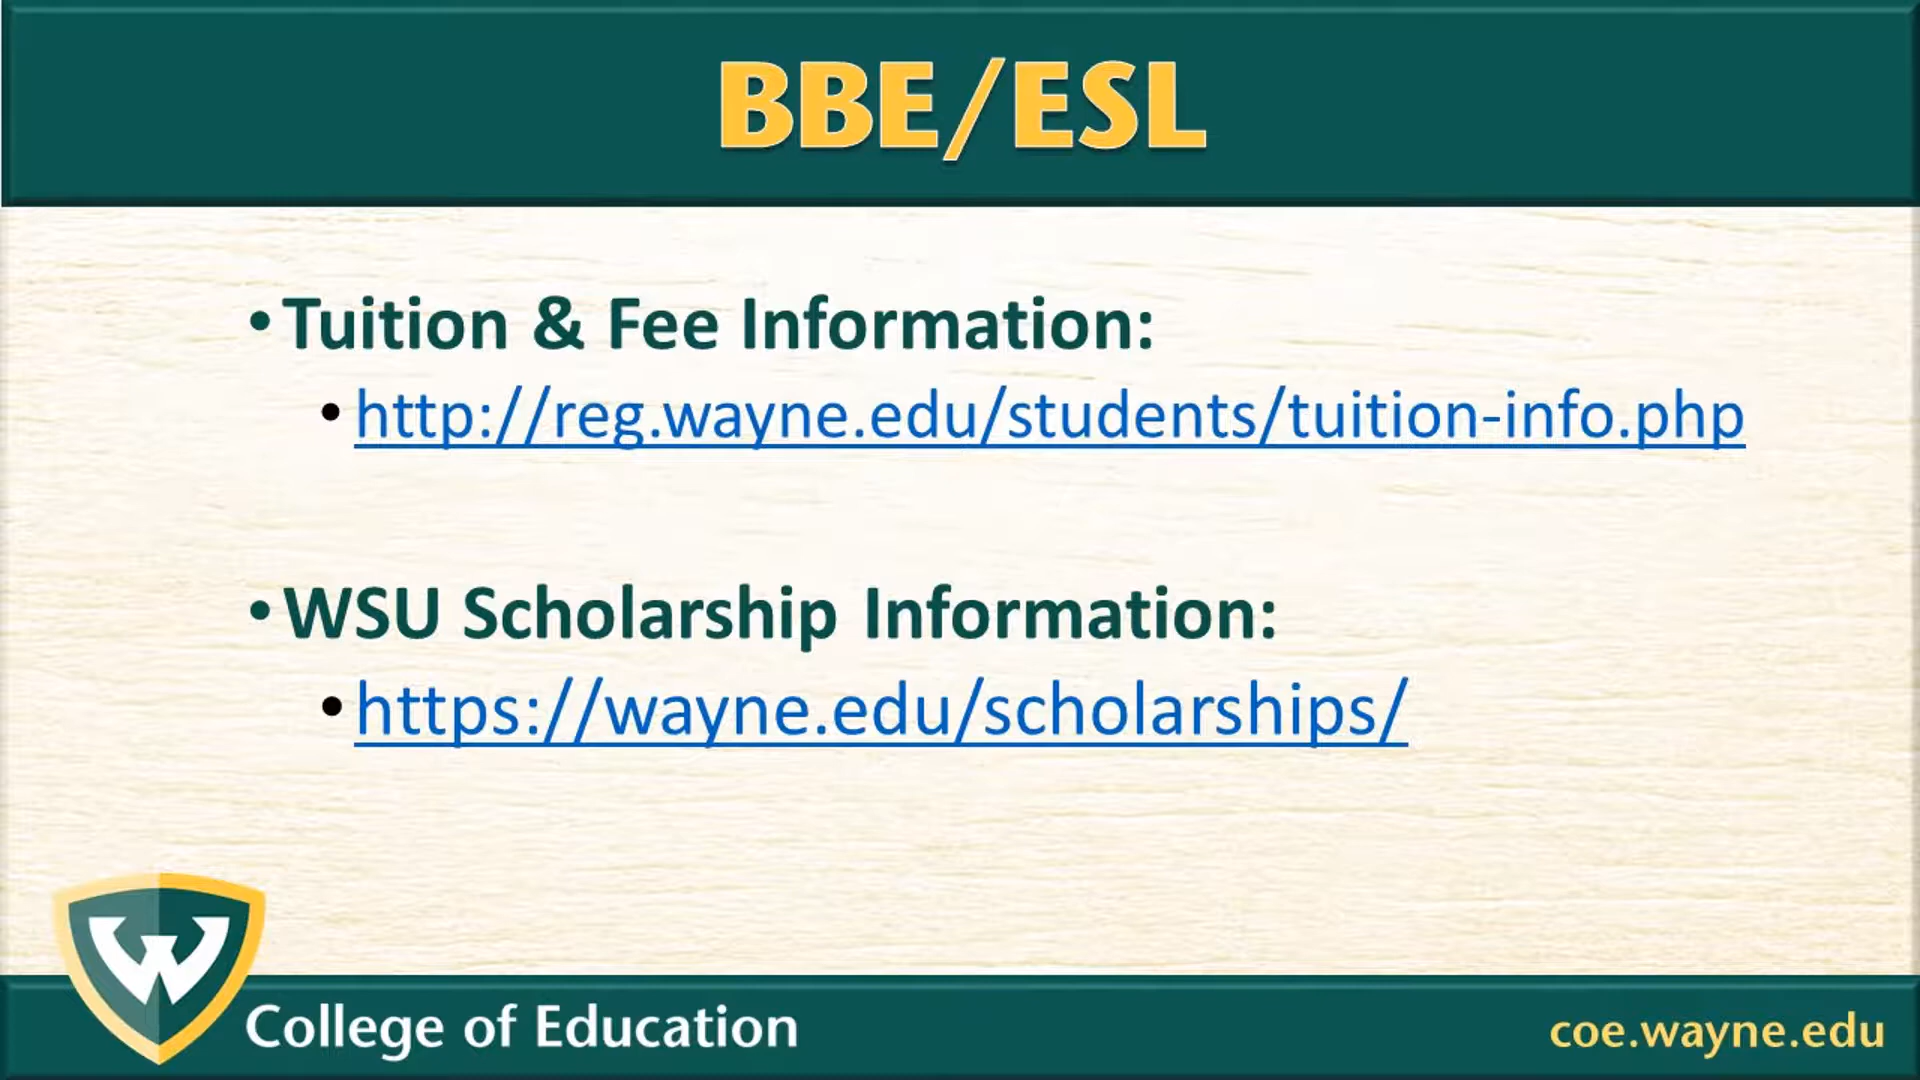 BBE/ESL
• Tuition & Fee Information:
• http://reg.wayne.edu/students/tuition-info.php
• WSU Scholarship Information:
• https://wayne.edu/scholarships/
W
College of Education
coe.wayne.edu